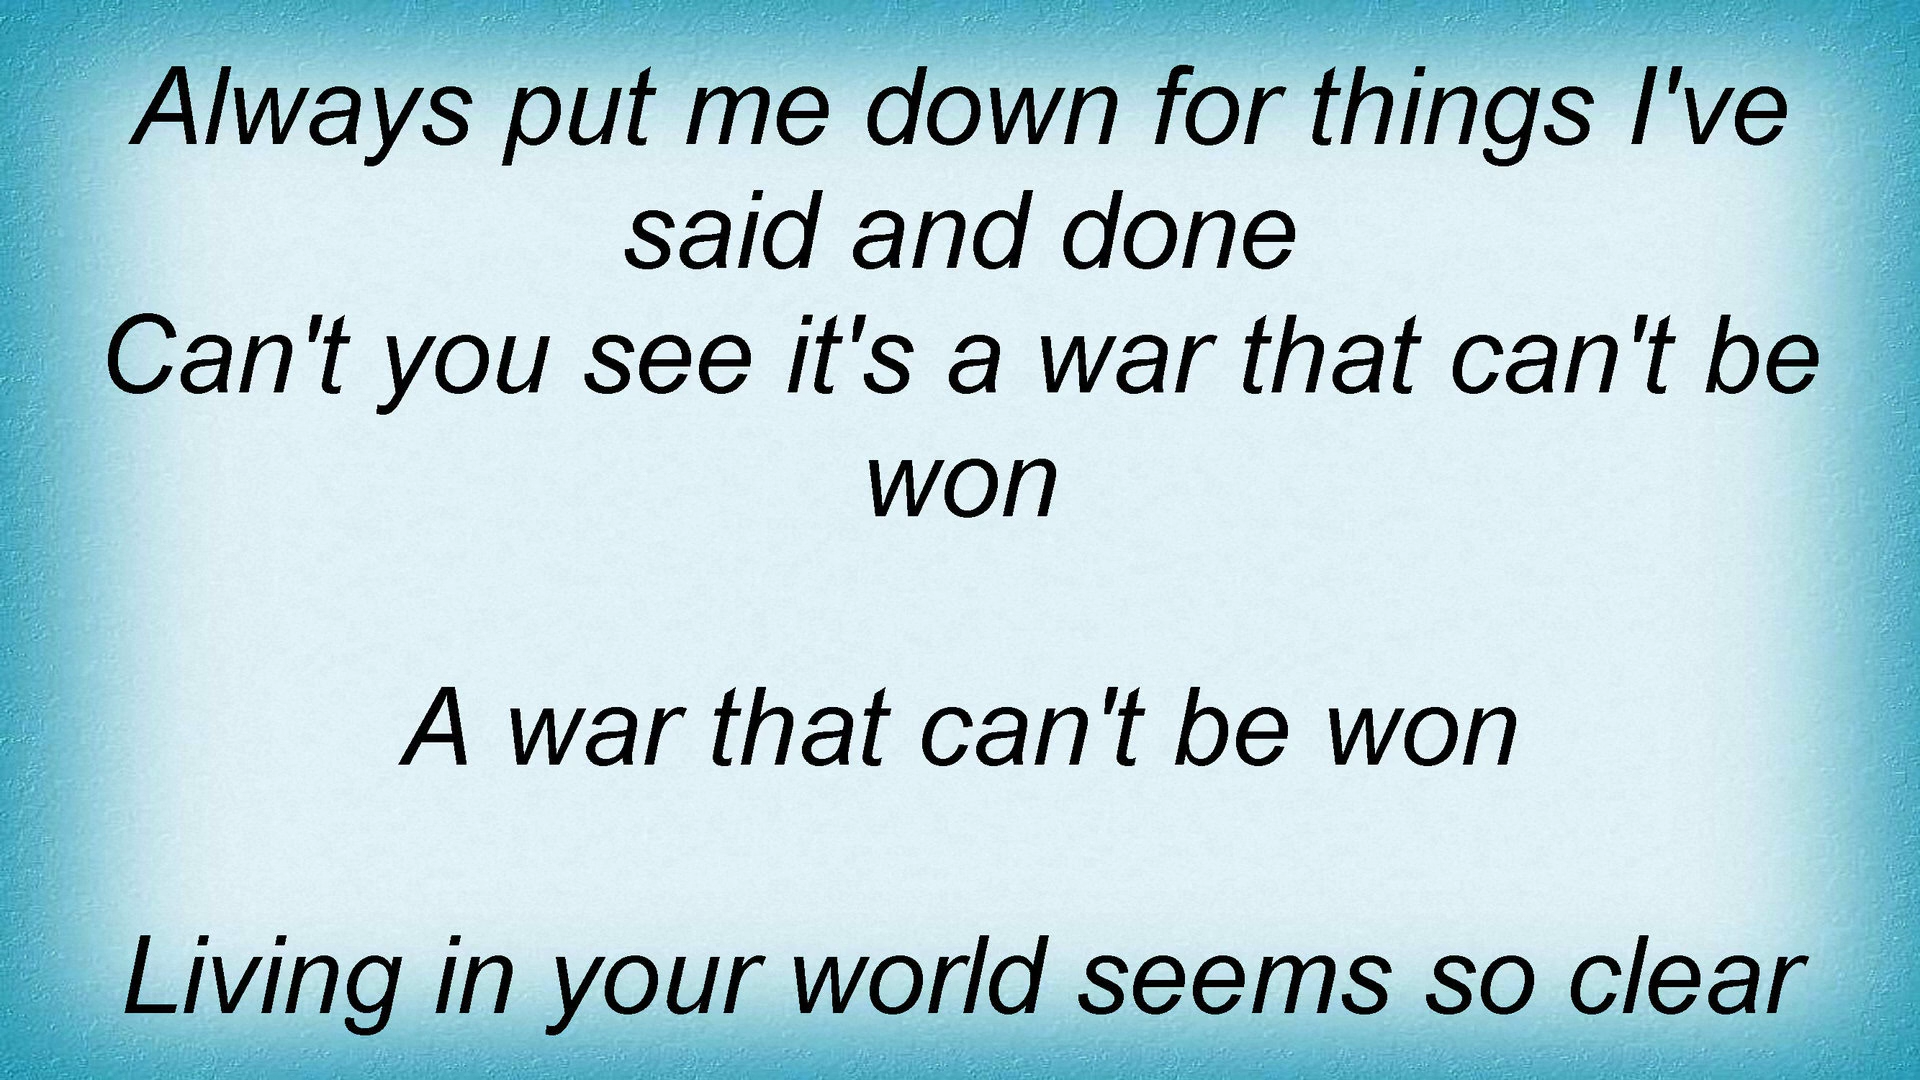 Always put me down for things I've
said and done
Can't you see it's a war that can't be
won
A war that can't be won
Living in your world seems so clear